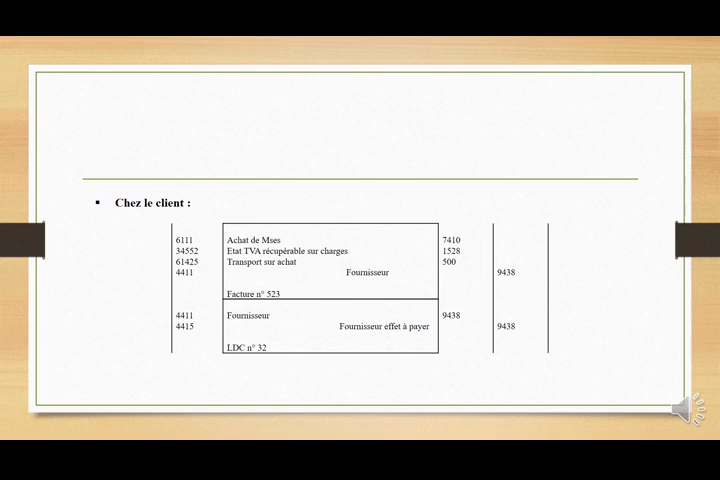 ▪ Chez le client :
6111 Achat de Mses 7410
34552 Etat TVA récupérable sur charges 1528
61425 Transport sur achat 500
4411 Fournisseur 9438
Facture n° 523
4411 Fournisseur 9438
4415 Fournisseur effet à payer 9438
LDC n° 32